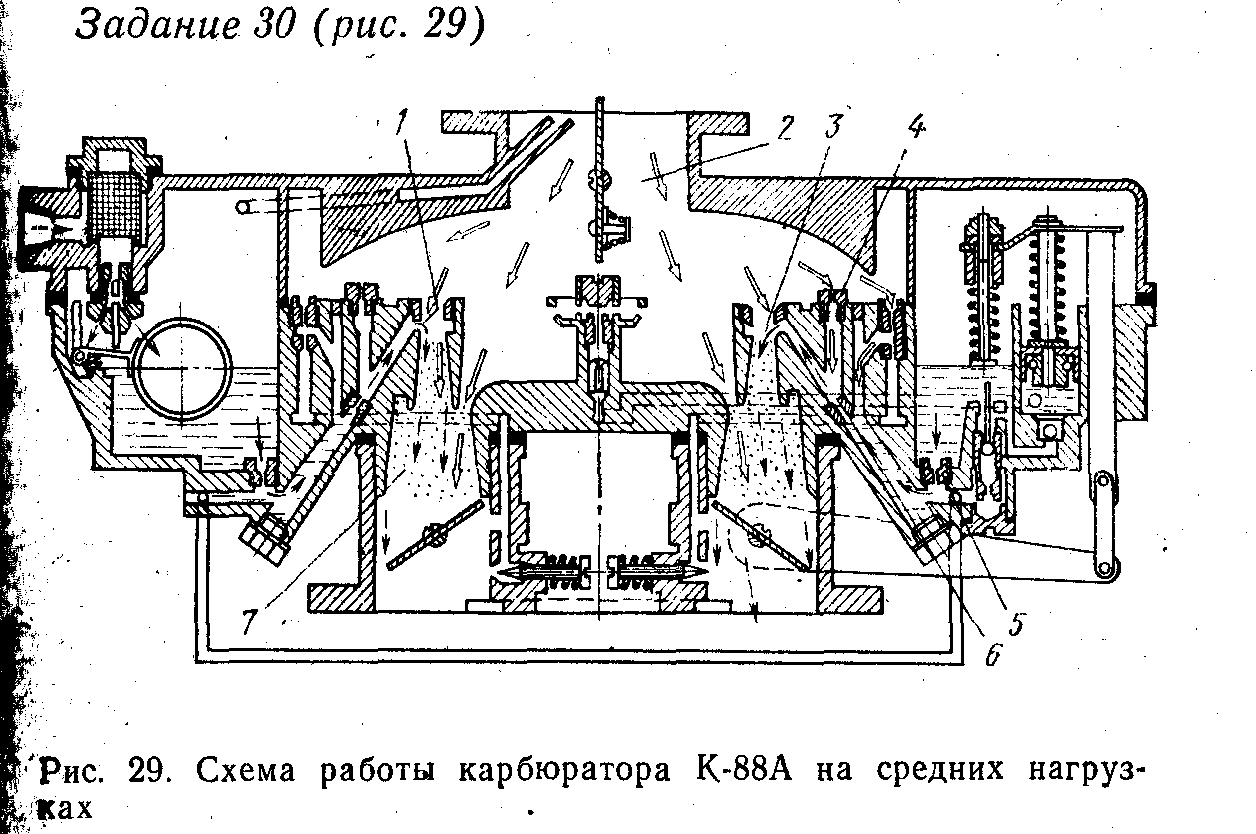 Задание 30 (рис. 29)
1 2 3 4
7 5
6
Рис. 29. Схема работы карбюратора К-88А на средних нагруз-
ках